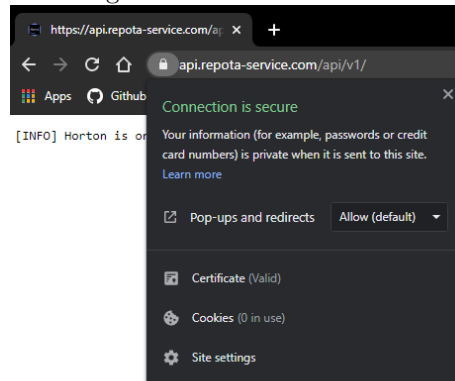 https://api.repota-service.com/ap
api.repota-service.com/api/v1/
Apps Github
[INFO] Horton is
Connection is secure
Your information (for example, passwords or credit
card numbers) is private when it is sent to this site.
Learn more
Pop-ups and redirects Allow (default)
Certificate (Valid)
Cookies (0 in use)
Site settings